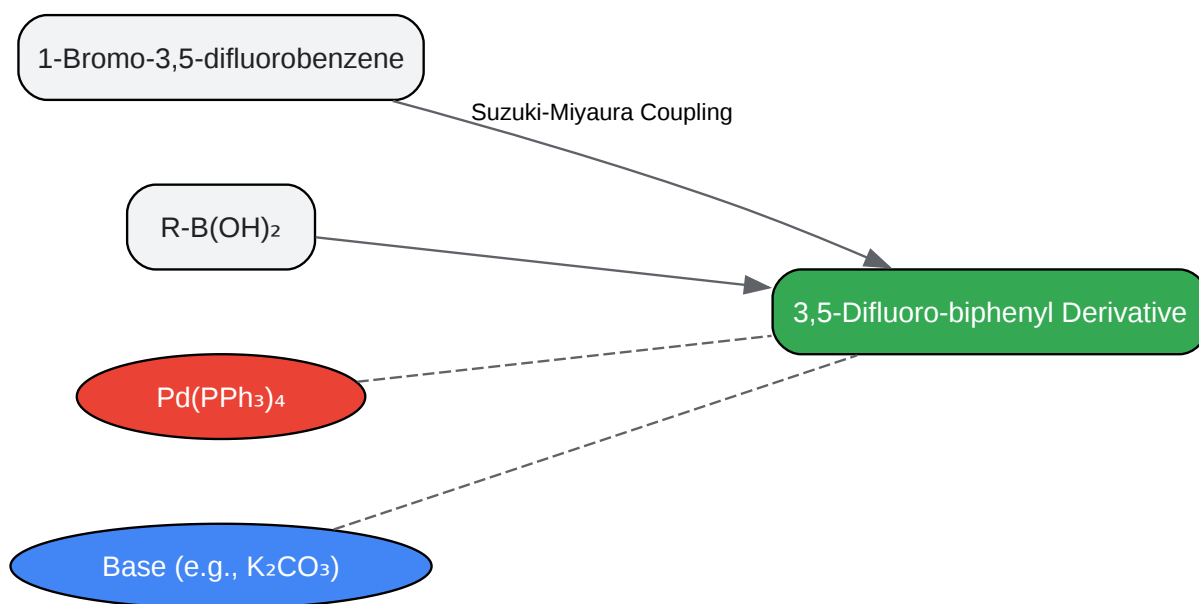 1-Bromo-3,5-difluorobenzene
Suzuki-Miyaura Coupling
R-B(OH)₂
3,5-Difluoro-biphenyl Derivative
Pd(PPh₃)₄
Base (e.g., K₂CO₃)